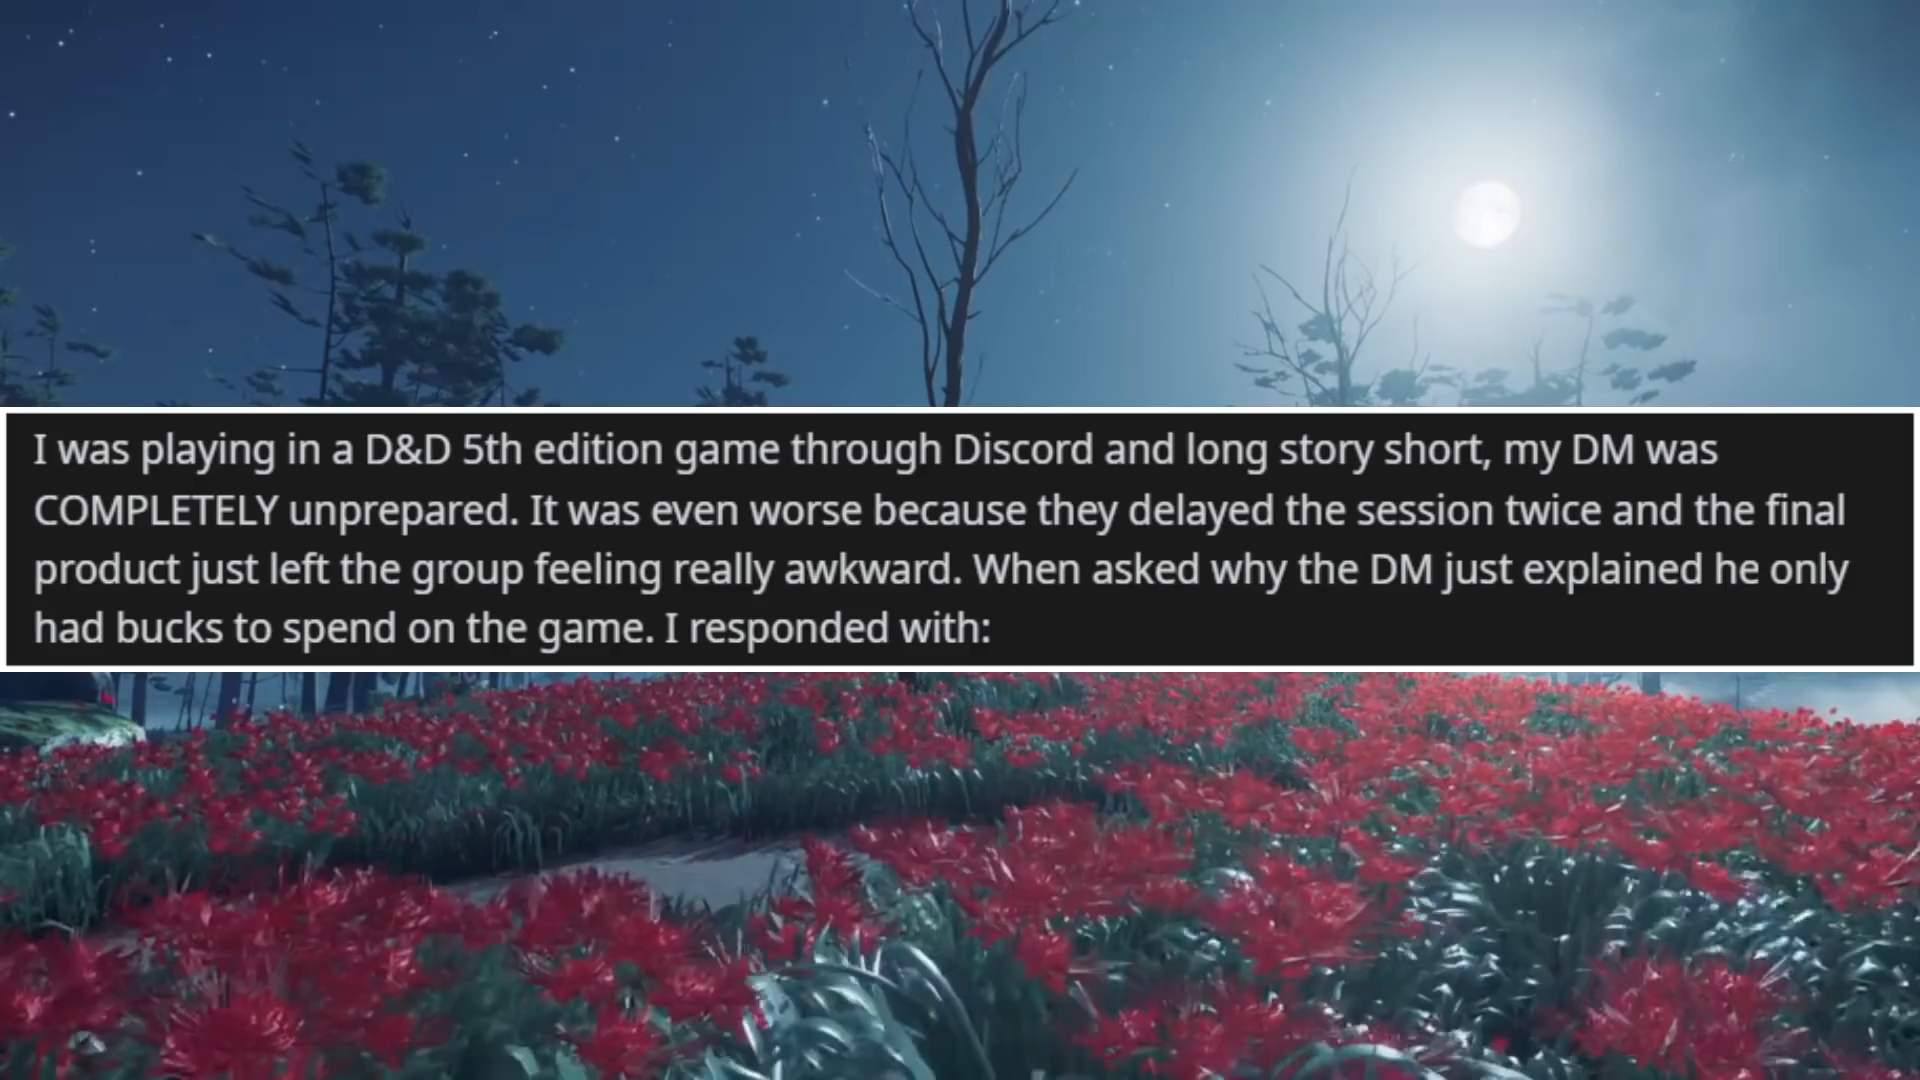 I was playing in a D&D 5th edition game through Discord and long story short, my DM was
COMPLETELY unprepared. It was even worse because they delayed the session twice and the final
product just left the group feeling really awkward. When asked why the DM just explained he only
had bucks to spend on the game. I responded with: